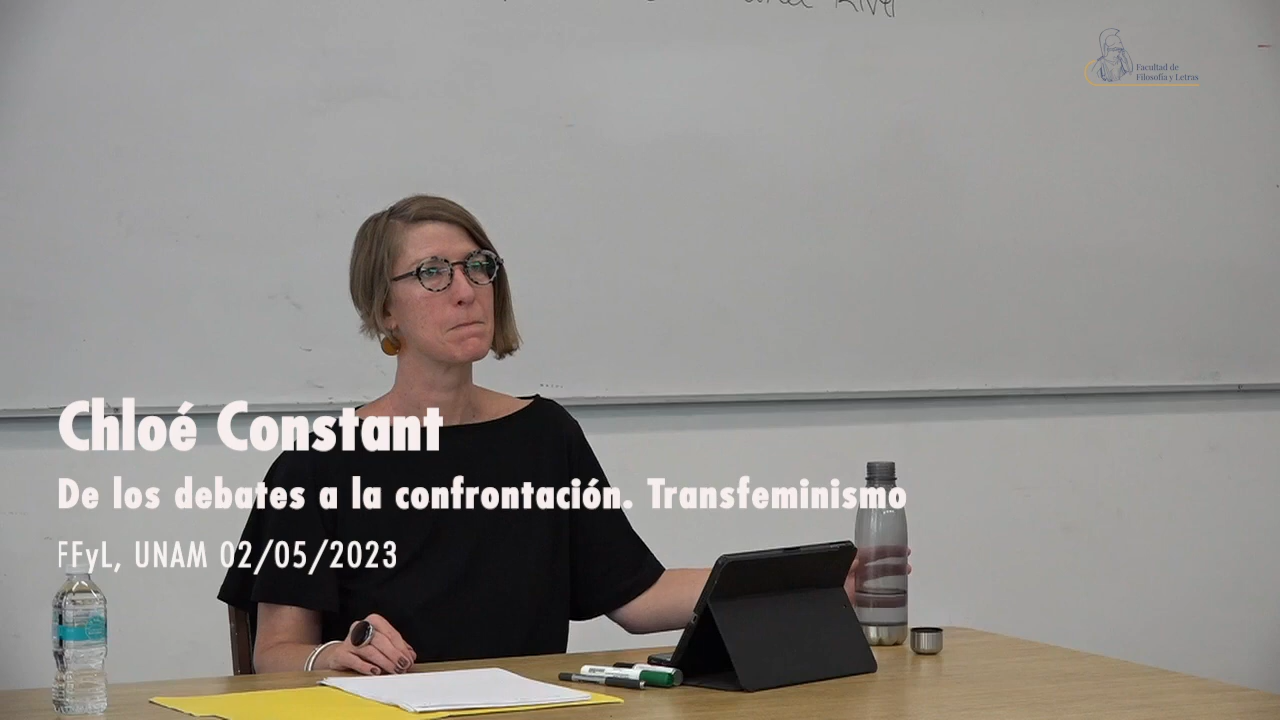 Facultad de
Filosofía y Letras
Chloé Constant
De los debates a la confrontación. Transfeminismo
FFyL, UNAM 02/05/2023